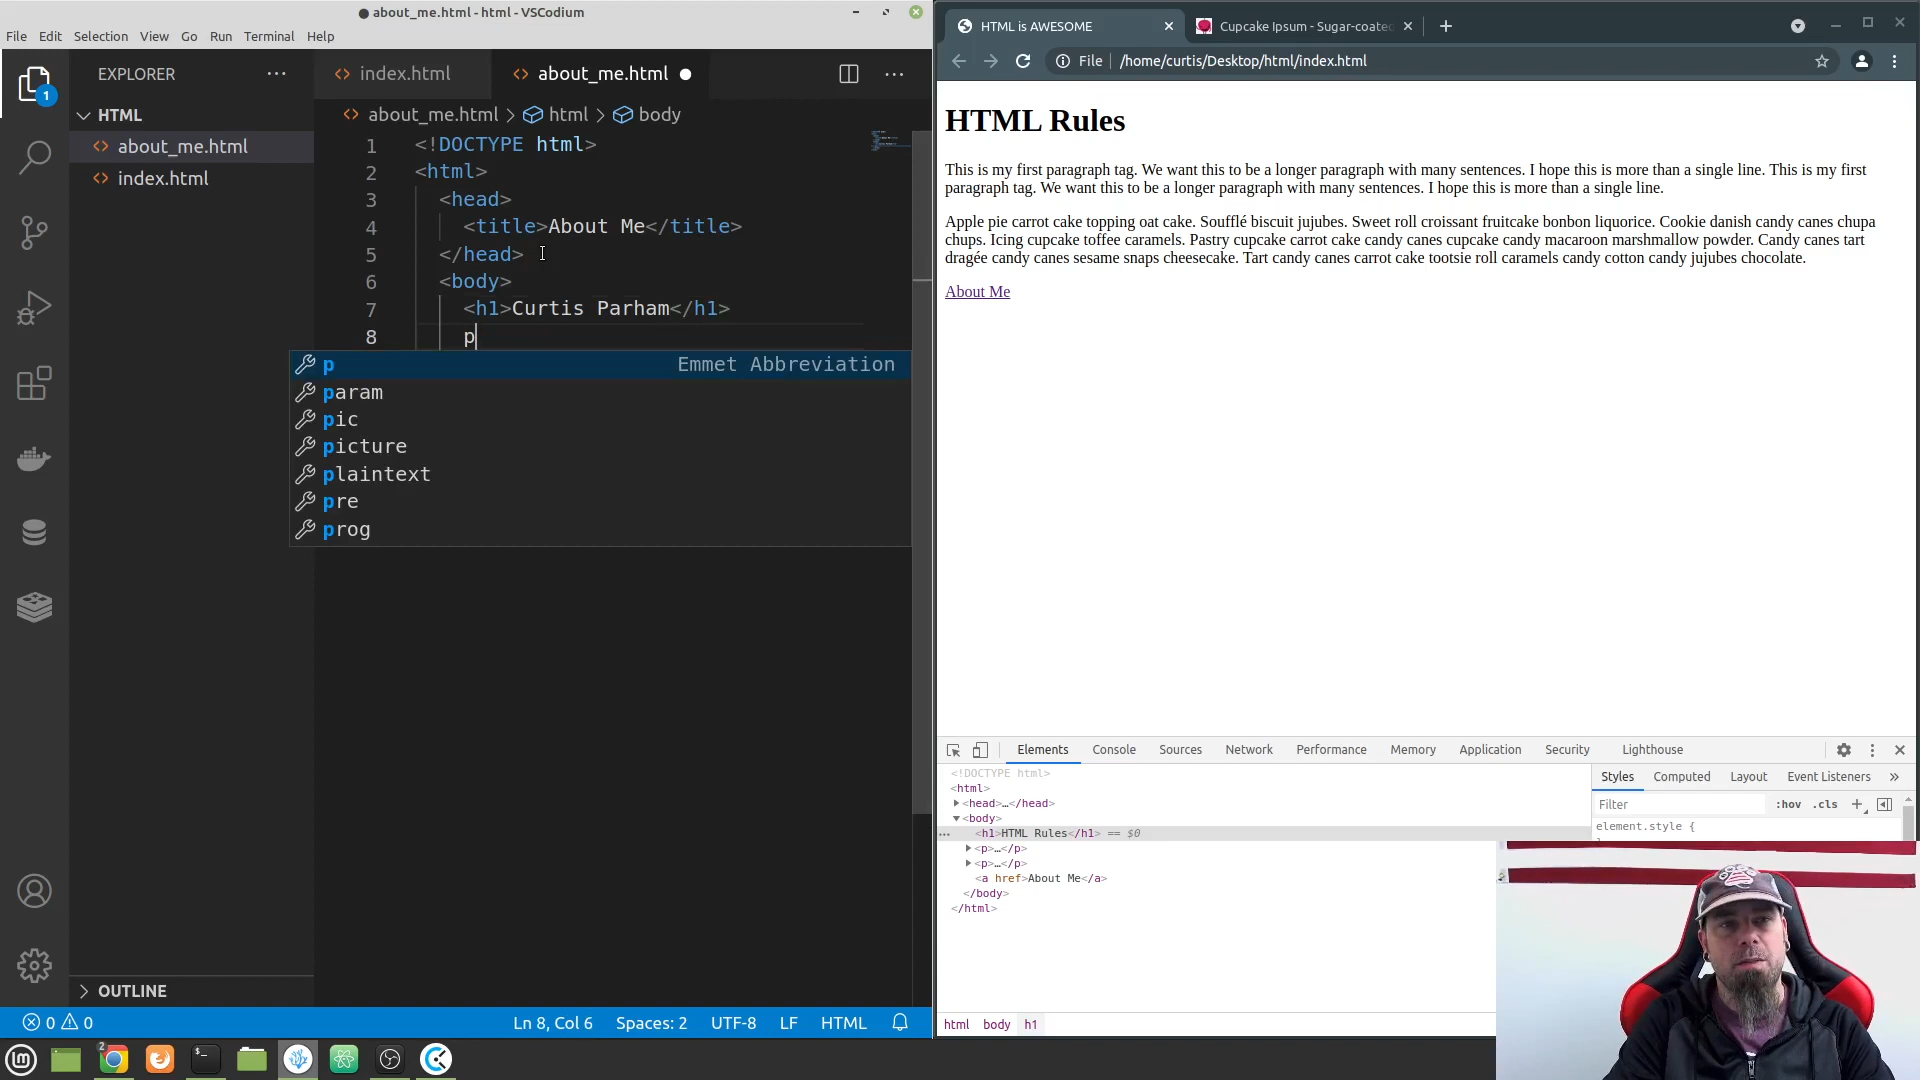 about_me.html - html - VSCodium
File Edit Selection View Go Run Terminal Help
EXPLORER
HTML
about_me.html
index.html
1
OUTLINE
index.html
about_me.html
about_me.html > html > body
1 <!DOCTYPE html>
2 <html>
3 <head>
4 <title>About Me</title>
5 </head>
6 <body>
7 <h1>Curtis Parham</h1>
8 p
p Emmet Abbreviation
param
pic
picture
plaintext
pre
prog
0 0 Ln 8, Col 6 Spaces: 2 UTF-8 LF HTML
2
HTML is AWESOME
Cupcake Ipsum - Sugar-coated
File /home/curtis/Desktop/html/index.html
HTML Rules
This is my first paragraph tag. We want this to be a longer paragraph with many sentences. I hope this is more than a single line. This is my first
paragraph tag. We want this to be a longer paragraph with many sentences. I hope this is more than a single line.
Apple pie carrot cake topping oat cake. Soufflé biscuit jujubes. Sweet roll croissant fruitcake bonbon liquorice. Cookie danish candy canes chupa
chups. Icing cupcake toffee caramels. Pastry cupcake carrot cake candy canes cupcake candy macaroon marshmallow powder. Candy canes tart
dragée candy canes sesame snaps cheesecake. Tart candy canes carrot cake tootsie roll caramels candy cotton candy jujubes chocolate.
About Me
Elements Console Sources Network Performance Memory Application Security Lighthouse
<!DOCTYPE html>
<html>
<head>…</head>
<body>
<h1>HTML Rules</h1> == $0
<p>…</p>
<p>…</p>
<a href>About Me</a>
</body>
</html>
html body h1
Styles Computed Layout Event Listeners »
Filter :hov .cls +
element.style {